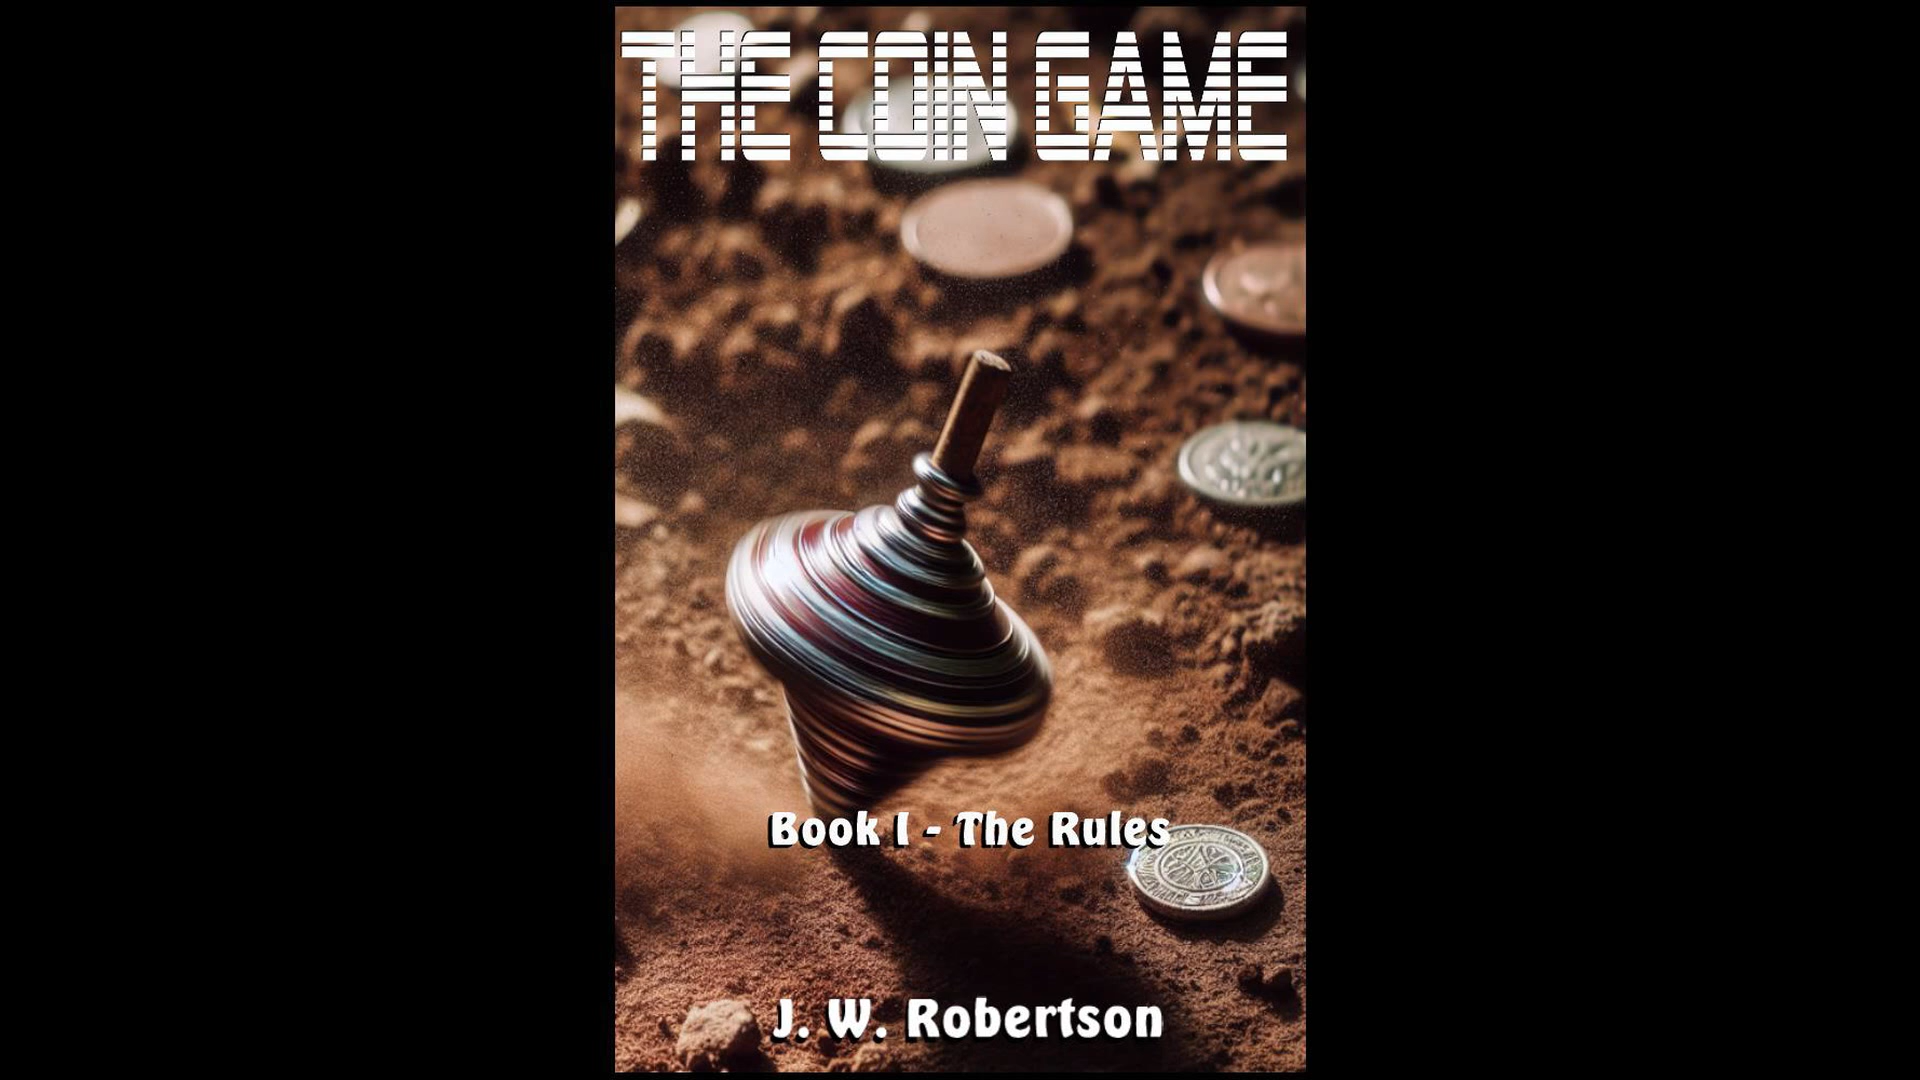 THE COIN GAME
Book I - The Rules
J. W. Robertson